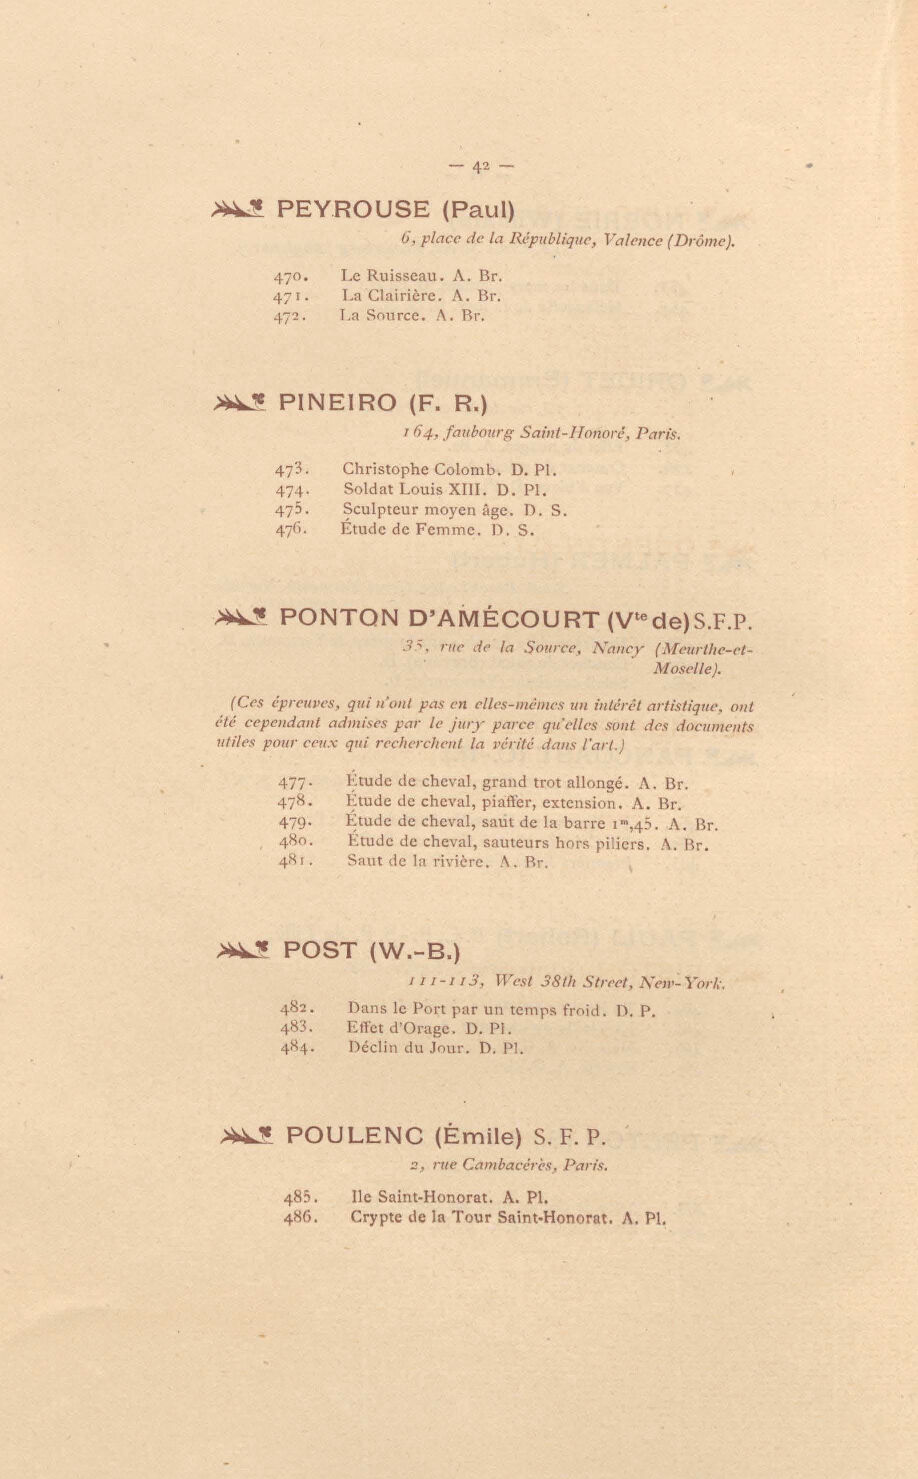 — 42 —
PEYROUSE (Paul)
6, place de la République, Valence (Drôme).
470. Le Ruisseau. A. Br.
471. La Clairière. A. Br.
472. La Source. A. Br.
PINEIRO (F. R.)
164, faubourg Saint-Honoré, Paris.
473. Christophe Colomb. D. Pl.
474. Soldat Louis XIII. D. Pl.
475. Sculpteur moyen âge. D. S.
476. Étude de Femme. D. S.
PONTON D'AMÉCOURT (Vte de) S.F.P.
35, rue de la Source, Nancy (Meurthe-et-
Moselle).
(Ces épreuves, qui n'ont pas en elles-mêmes un intérêt artistique, ont
été cependant admises par le jury parce qu'elles sont des documents
utiles pour ceux qui recherchent la vérité dans l'art.)
477. Étude de cheval, grand trot allongé. A. Br.
478. Étude de cheval, piaffer, extension. A. Br.
479. Étude de cheval, saut de la barre 1m,45. A. Br.
480. Étude de cheval, sauteurs hors piliers. A. Br.
481. Saut de la rivière. A. Br.
POST (W.-B.)
111-113, West 38th Street, New-York.
482. Dans le Port par un temps froid. D. P.
483. Effet d'Orage. D. Pl.
484. Déclin du Jour. D. Pl.
POULENC (Émile) S. F. P.
2, rue Cambacérès, Paris.
485. Ile Saint-Honorat. A. Pl.
486. Crypte de la Tour Saint-Honorat. A. Pl.